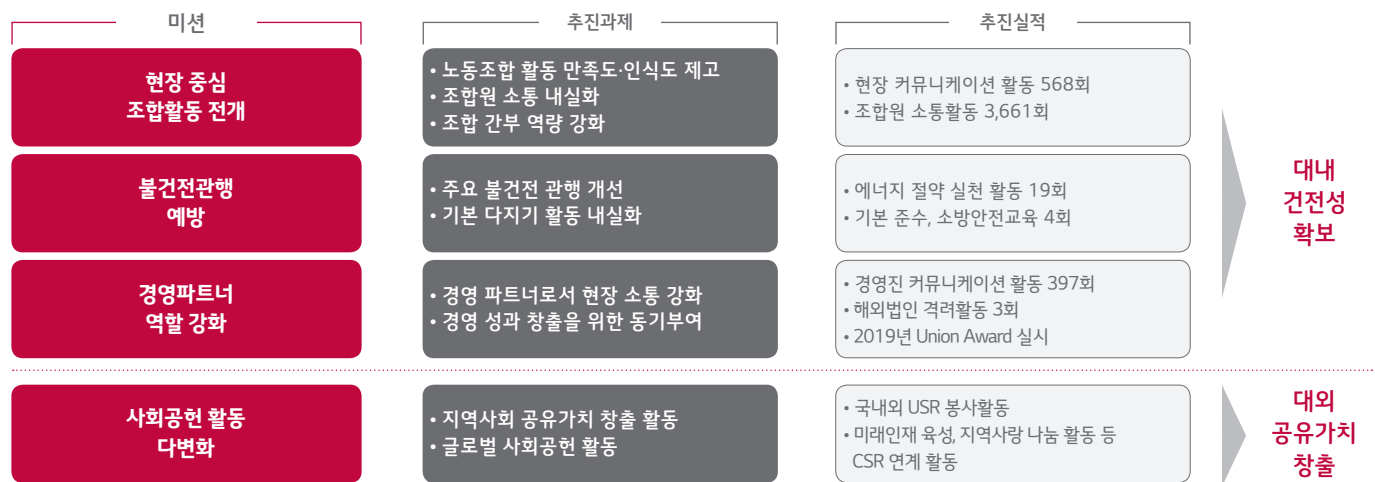 미션
추진과제
추진실적
현장 중심
조합활동 전개
• 노동조합 활동 만족도·인식도 제고
• 조합원 소통 내실화
• 조합 간부 역량 강화
• 현장 커뮤니케이션 활동 568회
• 조합원 소통활동 3,661회
불건전관행
예방
• 주요 불건전 관행 개선
• 기본 다지기 활동 내실화
• 에너지 절약 실천 활동 19회
• 기본 준수, 소방안전교육 4회
경영파트너
역할 강화
• 경영 파트너로서 현장 소통 강화
• 경영 성과 창출을 위한 동기부여
• 경영진 커뮤니케이션 활동 397회
• 해외법인 격려활동 3회
• 2019년 Union Award 실시
대내
건전성
확보
사회공헌 활동
다변화
• 지역사회 공유가치 창출 활동
• 글로벌 사회공헌 활동
• 국내외 USR 봉사활동
• 미래인재 육성, 지역사랑 나눔 활동 등
CSR 연계 활동
대외
공유가치
창출